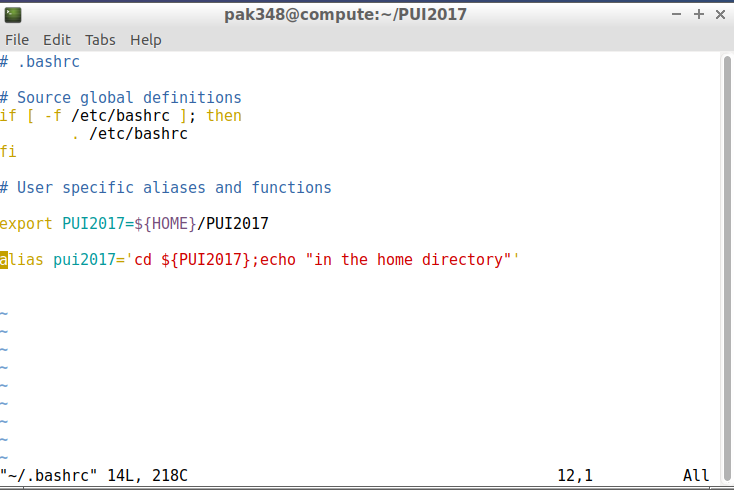 pak348@compute:~/PUI2017
File Edit Tabs Help
# .bashrc
# Source global definitions
if [ -f /etc/bashrc ]; then
        . /etc/bashrc
fi
# User specific aliases and functions
export PUI2017=${HOME}/PUI2017
alias pui2017='cd ${PUI2017};echo "in the home directory"'
~
~
~
~
~
~
~
~
~
"~/.bashrc" 14L, 218C 12,1 All